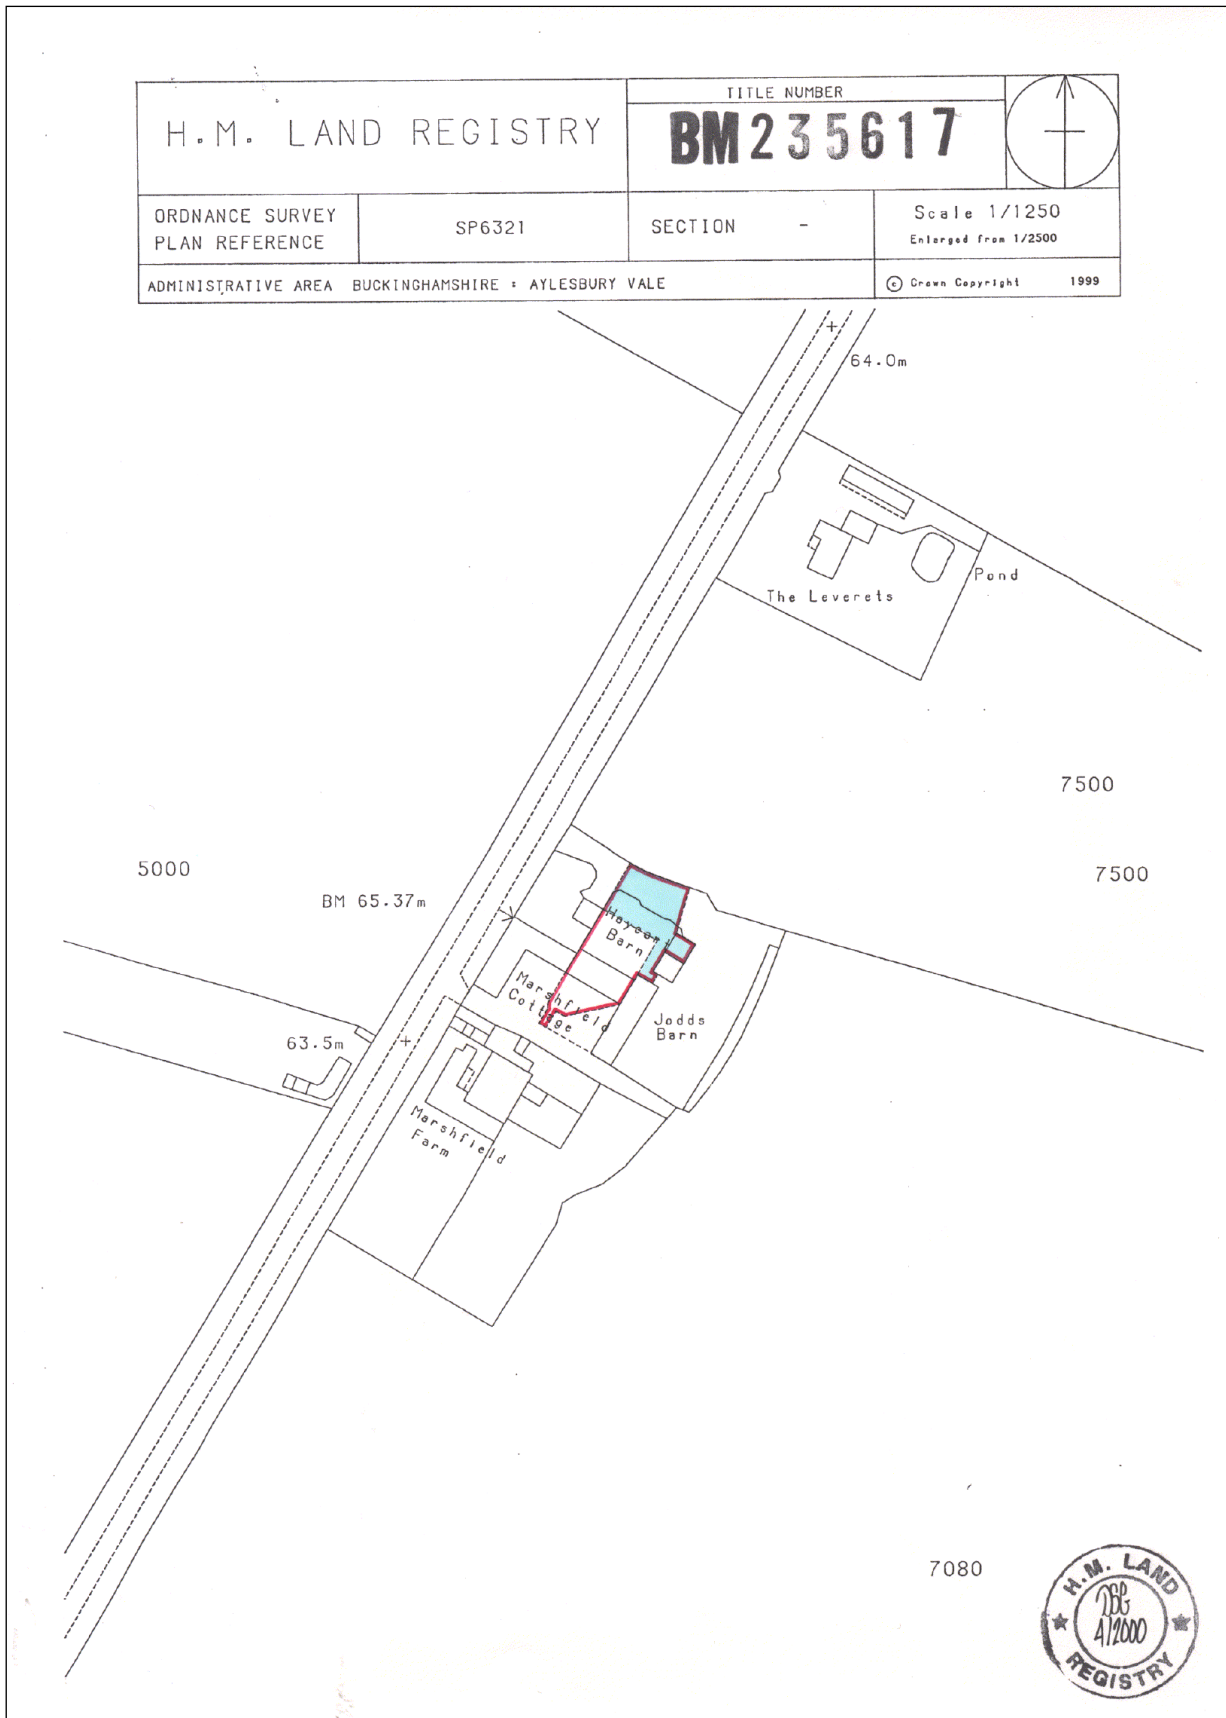 H.M. LAND REGISTRY
TITLE NUMBER
BM235617
ORDNANCE SURVEY
PLAN REFERENCE
SP6321
SECTION -
Scale 1/1250
Enlarged from 1/2500
ADMINISTRATIVE AREA BUCKINGHAMSHIRE : AYLESBURY VALE
© Crown Copyright 1999
64.0m
Pond
The Leverets
7500
5000
7500
BM 65.37m
Barn
Marshfield
Cottage
Jodds
Barn
63.5m
Marshfield
Farm
7080
H.M. LAND
4/2000
REGISTRY